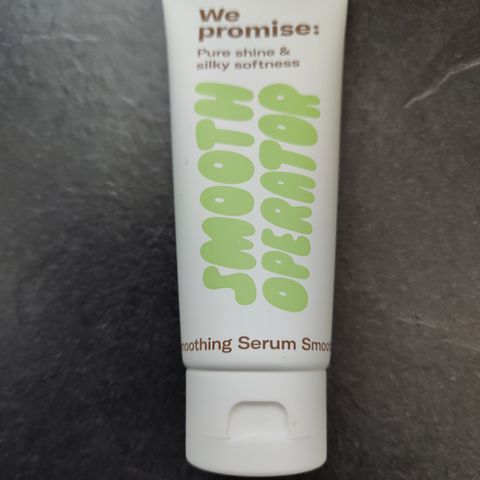 We
promise:
Pure shine &
silky softness
SMOOTH
OPERATOR
Serum